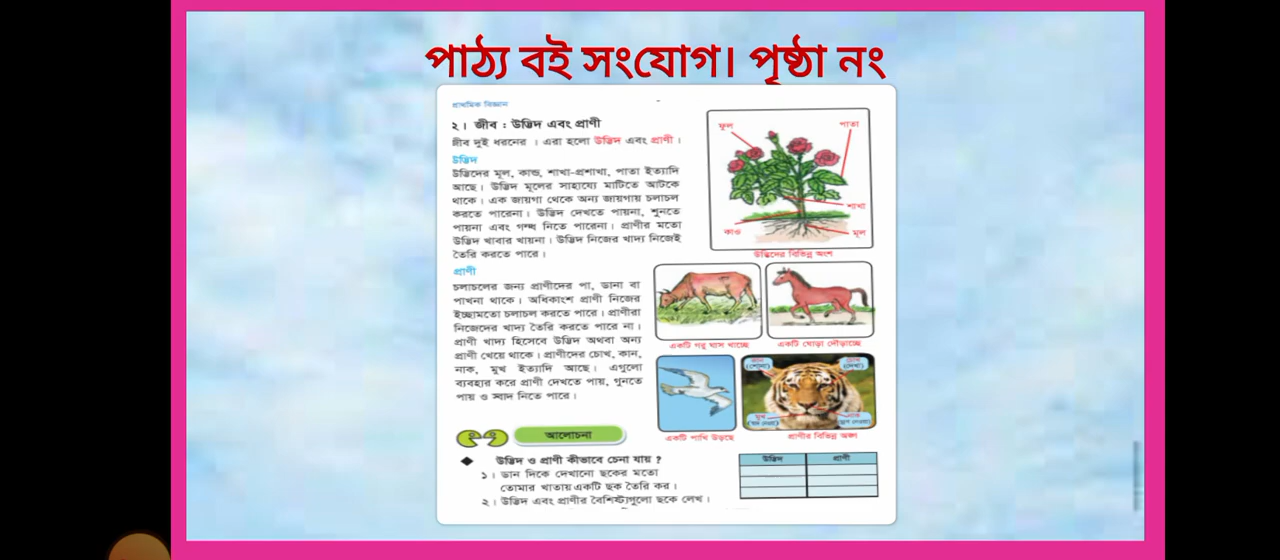 পাঠ্য বই সংযোগ। পৃষ্ঠা নং
প্রাথমিক বিজ্ঞান
২। জীব : উদ্ভিদ এবং প্রাণী
জীব দুই ধরনের । এরা হলো উদ্ভিদ এবং প্রাণী ।
উদ্ভিদ
উদ্ভিদের মূল, কান্ড, শাখা-প্রশাখা, পাতা ইত্যাদি
আছে। উদ্ভিদ মূলের সাহায্যে মাটিতে আটকে
থাকে। এক জায়গা থেকে অন্য জায়গায় চলাচল
করতে পারেনা। উদ্ভিদ দেখতে পায়না, শুনতে
পায়না এবং গন্ধ নিতে পারেনা। প্রাণীর মতো
উদ্ভিদ খাবার খায়না। উদ্ভিদ নিজের খাদ্য নিজেই
তৈরি করতে পারে।
ফুল
পাতা
শাখা
কাণ্ড
মূল
উদ্ভিদের বিভিন্ন অংশ
প্রাণী
চলাচলের জন্য প্রাণীদের পা, ডানা বা
পাখনা থাকে। অধিকাংশ প্রাণী নিজের
ইচ্ছামতো চলাচল করতে পারে। প্রাণীরা
নিজেদের খাদ্য তৈরি করতে পারে না।
প্রাণী খাদ্য হিসেবে উদ্ভিদ অথবা অন্য
প্রাণী খেয়ে থাকে। প্রাণীদের চোখ, কান,
নাক, মুখ ইত্যাদি আছে। এগুলো
ব্যবহার করে প্রাণী দেখতে পায়, শুনতে
পায় ও স্বাদ নিতে পারে।
একটি গরু ঘাস খাচ্ছে
একটি ঘোড়া দৌড়াচ্ছে
কান
(শোনা)
চোখ
(দেখা)
মুখ
নাক
একটি পাখি উড়ছে
প্রাণীর বিভিন্ন অঙ্গ
আলোচনা
উদ্ভিদ ও প্রাণী কীভাবে চেনা যায় ?
১। ডান দিকে দেখানো ছকের মতো
তোমার খাতায় একটি ছক তৈরি কর।
২। উদ্ভিদ এবং প্রাণীর বৈশিষ্ট্যগুলো ছকে লেখ।
উদ্ভিদ
প্রাণী